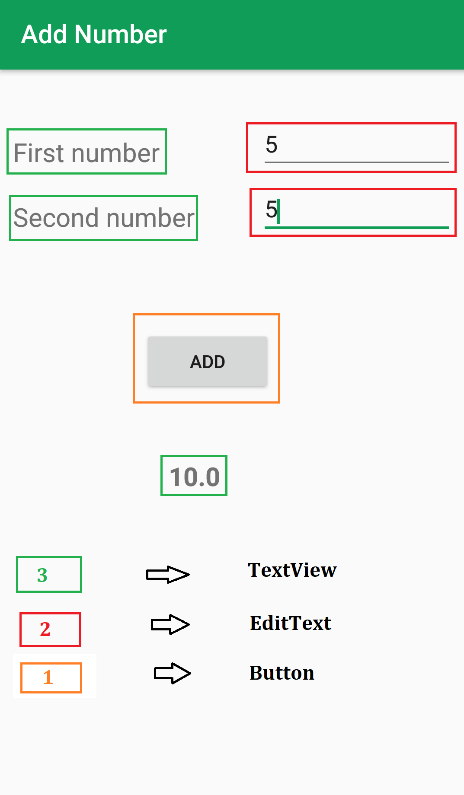 Add Number
First number 5
Second number 5
ADD
10.0
3 TextView
2 EditText
1 Button